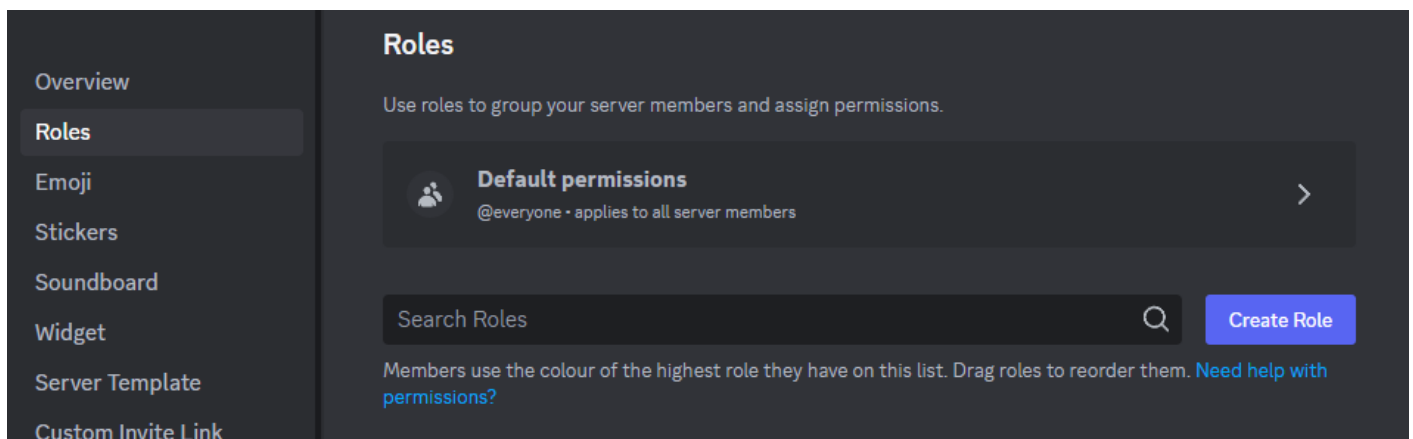 Overview
Roles
Emoji
Stickers
Soundboard
Widget
Server Template
Custom Invite Link
Roles
Use roles to group your server members and assign permissions.
Default permissions
@everyone • applies to all server members
Search Roles
Create Role
Members use the colour of the highest role they have on this list. Drag roles to reorder them. Need help with
permissions?